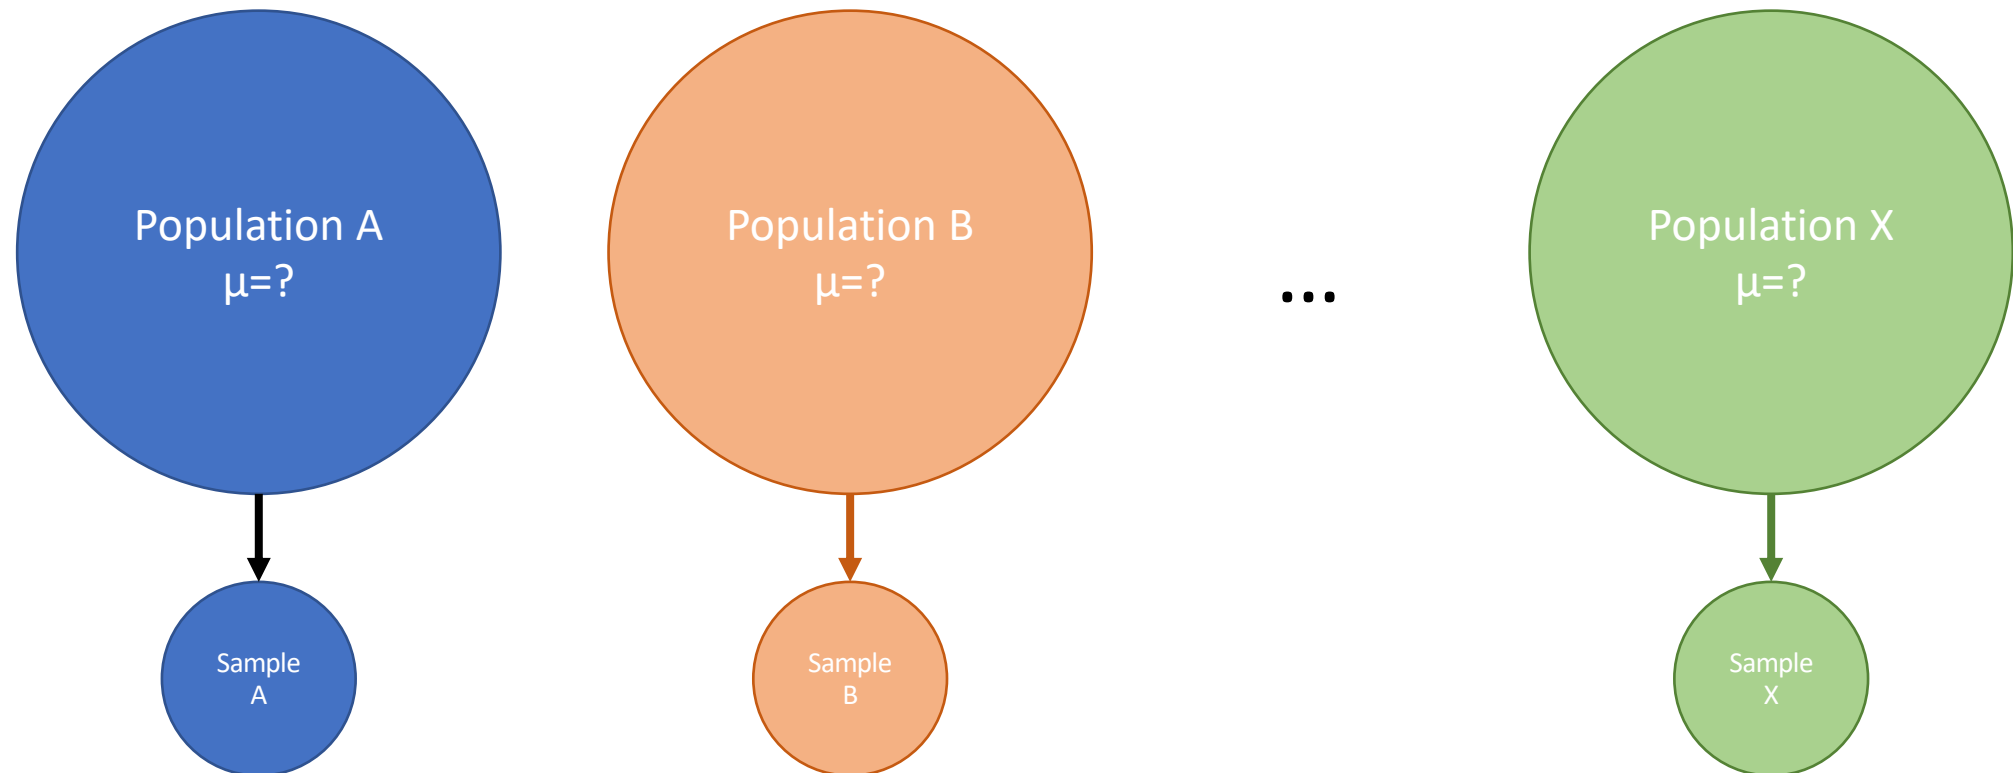 Population A
μ=?
Population B
μ=?
...
Population X
μ=?
Sample
A
Sample
B
Sample
X